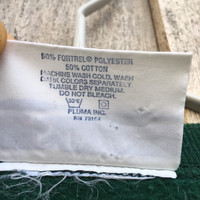 50% FORTREL® POLYESTER
50% COTTON
MACHINE WASH COLD, WASH
DARK COLORS SEPARATELY.
TUMBLE DRY MEDIUM.
DO NOT BLEACH.
PLUMA INC.
RN